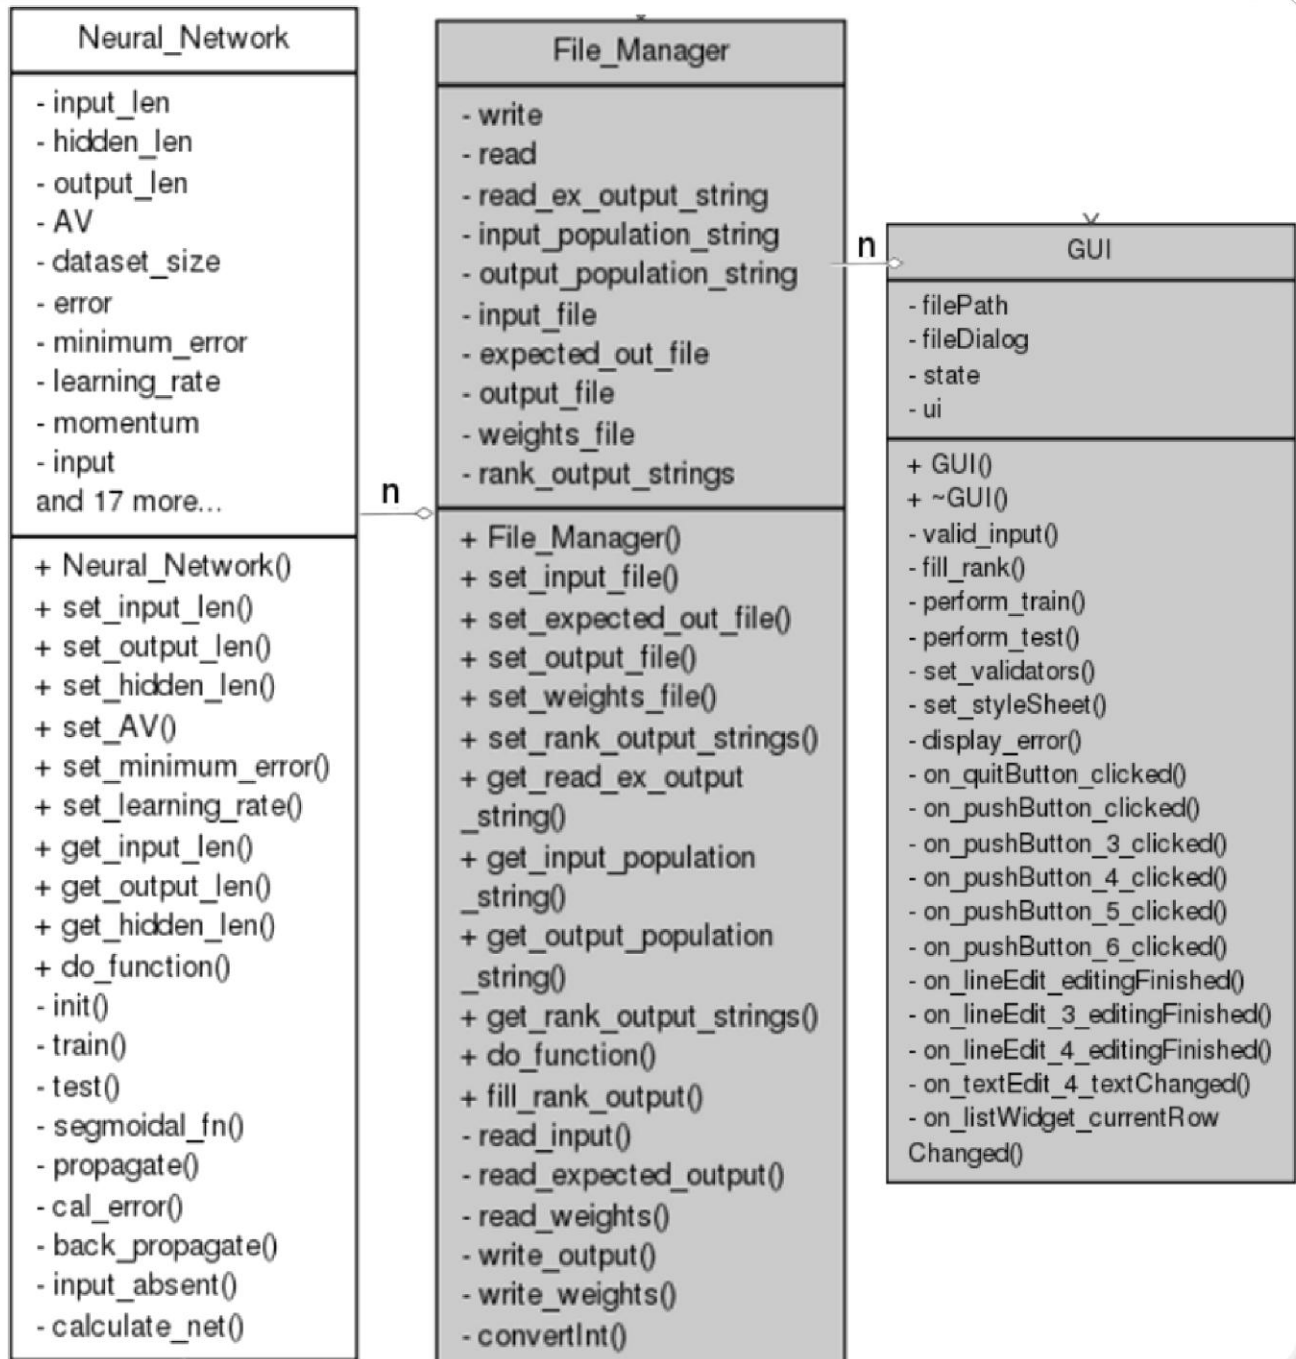 Neural_Network
- input_len
- hidden_len
- output_len
- AV
- dataset_size
- error
- minimum_error
- learning_rate
- momentum
- input
and 17 more...
+ Neural_Network()
+ set_input_len()
+ set_output_len()
+ set_hidden_len()
+ set_AV()
+ set_minimum_error()
+ set_learning_rate()
+ get_input_len()
+ get_output_len()
+ get_hidden_len()
+ do_function()
- init()
- train()
- test()
- segmoidal_fn()
- propagate()
- cal_error()
- back_propagate()
- input_absent()
- calculate_net()
n
File_Manager
- write
- read
- read_ex_output_string
- input_population_string
- output_population_string
- input_file
- expected_out_file
- output_file
- weights_file
- rank_output_strings
+ File_Manager()
+ set_input_file()
+ set_expected_out_file()
+ set_output_file()
+ set_weights_file()
+ set_rank_output_strings()
+ get_read_ex_output
_string()
+ get_input_population
_string()
+ get_output_population
_string()
+ get_rank_output_strings()
+ do_function()
+ fill_rank_output()
- read_input()
- read_expected_output()
- read_weights()
- write_output()
- write_weights()
- convertInt()
n
GUI
- filePath
- fileDialog
- state
- ui
+ GUI()
+ ~GUI()
- valid_input()
- fill_rank()
- perform_train()
- perform_test()
- set_validators()
- set_styleSheet()
- display_error()
- on_quitButton_clicked()
- on_pushButton_clicked()
- on_pushButton_3_clicked()
- on_pushButton_4_clicked()
- on_pushButton_5_clicked()
- on_pushButton_6_clicked()
- on_lineEdit_editingFinished()
- on_lineEdit_3_editingFinished()
- on_lineEdit_4_editingFinished()
- on_textEdit_4_textChanged()
- on_listWidget_currentRow
Changed()